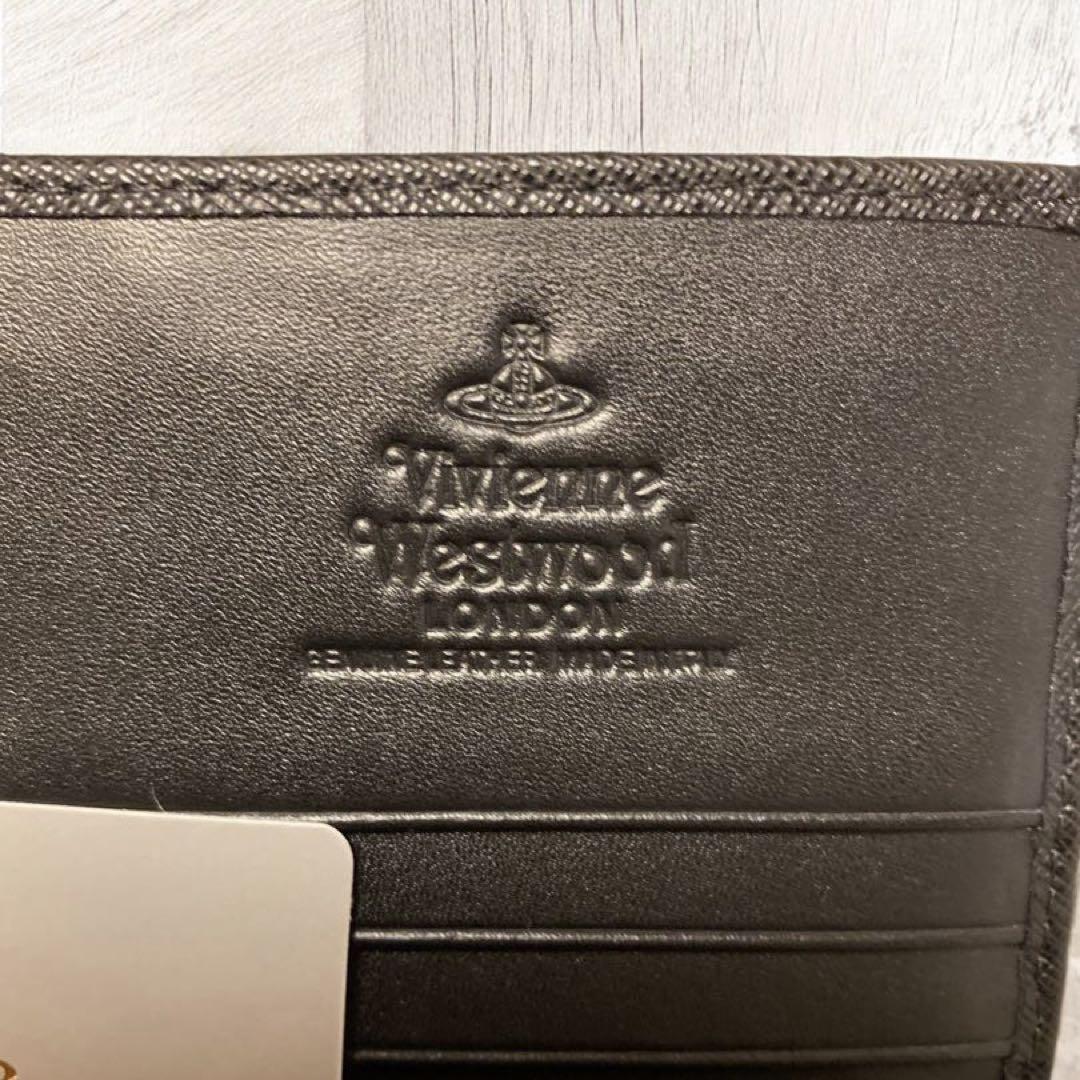 Vivienne
Westwood
LONDON
GENUINE LEATHER MADE IN ITALY